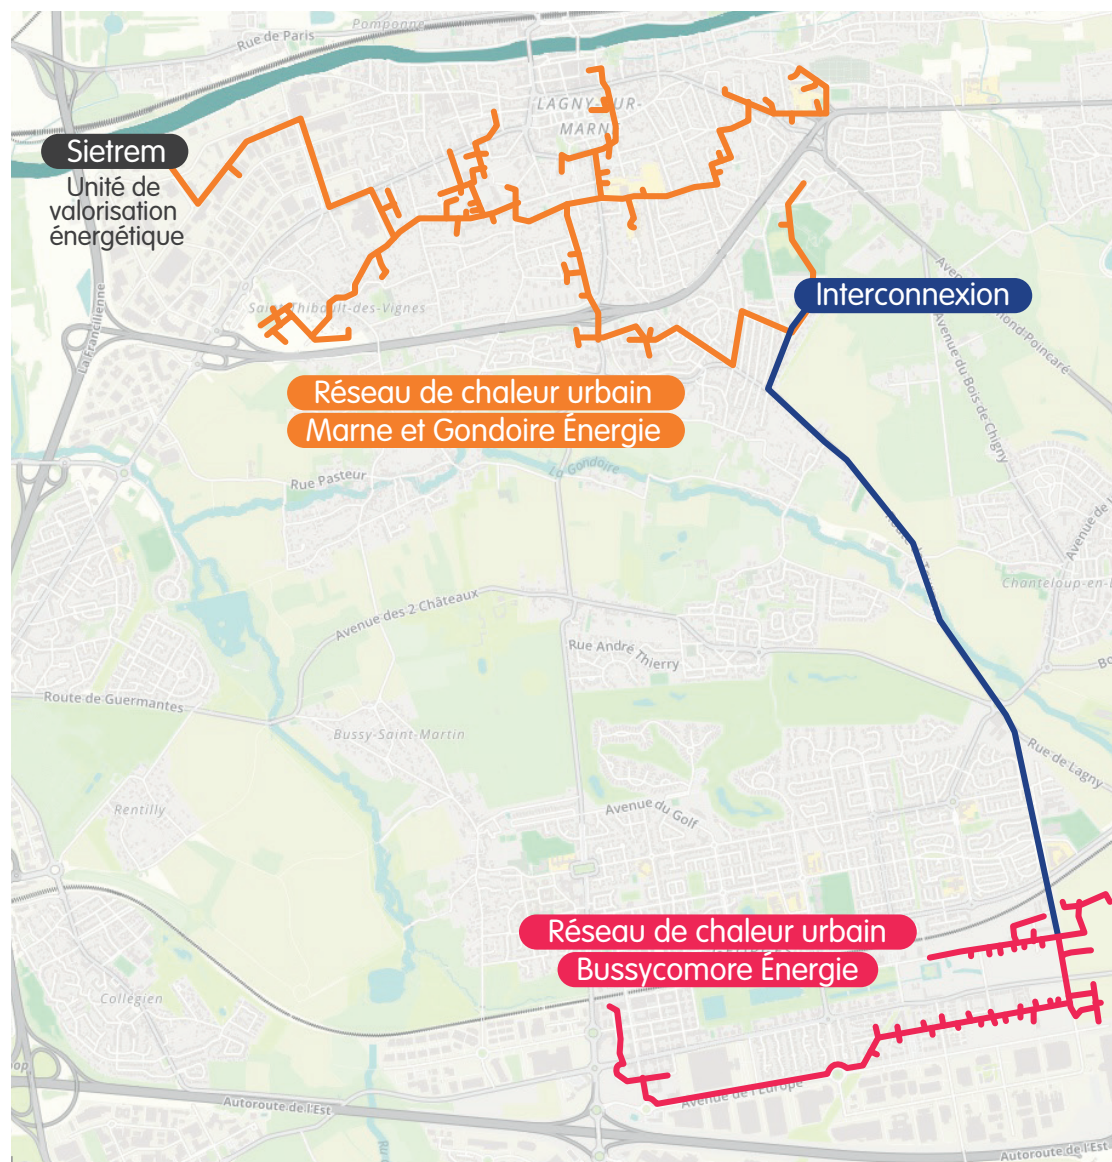 Pomponne
Rue de Paris
LAGNY-SUR-
MARN
Sietrem
Unité de
valorisation
énergétique
La Francilienne
Saint-Thibault-des-Vignes
Interconnexion
Avenue du Bois de Chigny
Réseau de chaleur urbain
Marne et Gondoire Énergie
La Gondoire
Rue Pasteur
Chanteloup-en-B
Avenue des 2 Châteaux
Rue André Thierry
Route de Guermantes
Bussy-Saint-Martin
Rue de Lagny
Rentilly
Avenue du Golf
Réseau de chaleur urbain
Bussycomore Énergie
Collégien
Avenue de l'Europe
Autoroute de l'Est
Autoroute de l'Est